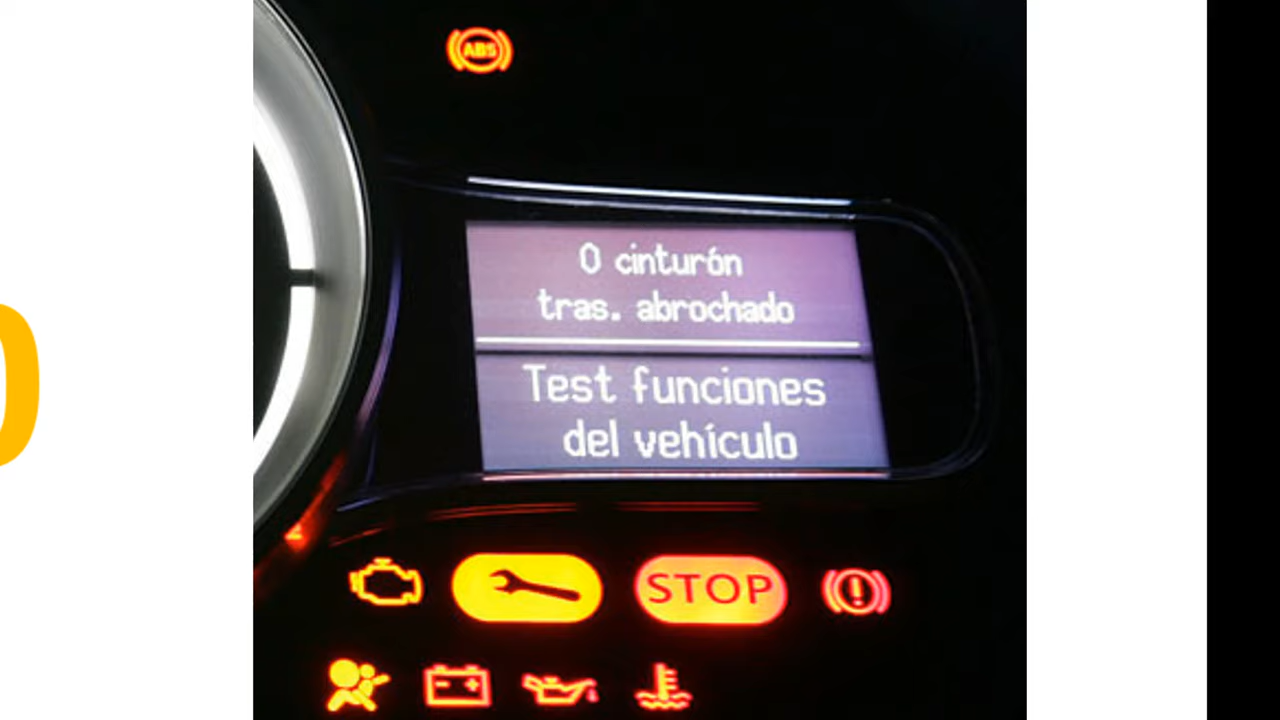 ABS
0 cinturón
tras. abrochado
Test funciones
del vehículo
STOP